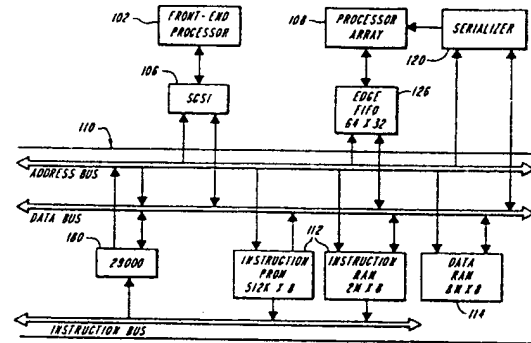 102
FRONT-END
PROCESSOR
108
PROCESSOR
ARRAY
SERIALIZER
120
106
SCSI
EDGE
FIFO
64 X 32
126
110
ADDRESS BUS
DATA BUS
180
29000
INSTRUCTION
PROM
512K X 8
112
INSTRUCTION
RAM
2M X 8
DATA
RAM
8M X 8
114
INSTRUCTION BUS